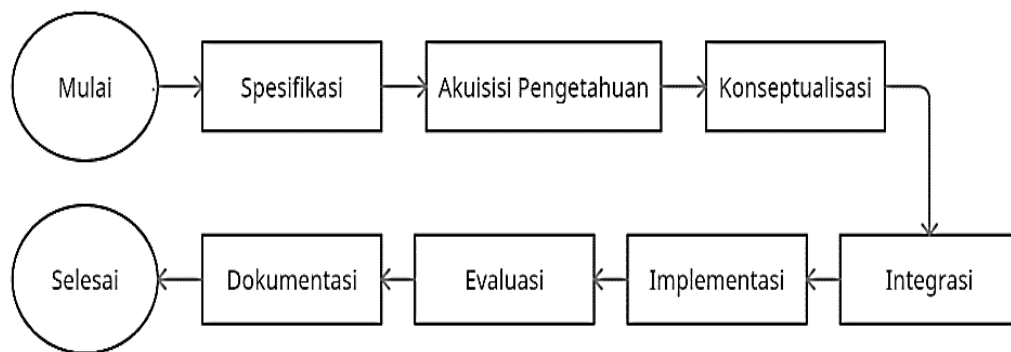 Mulai
Spesifikasi
Akuisisi Pengetahuan
Konseptualisasi
Integrasi
Implementasi
Evaluasi
Dokumentasi
Selesai